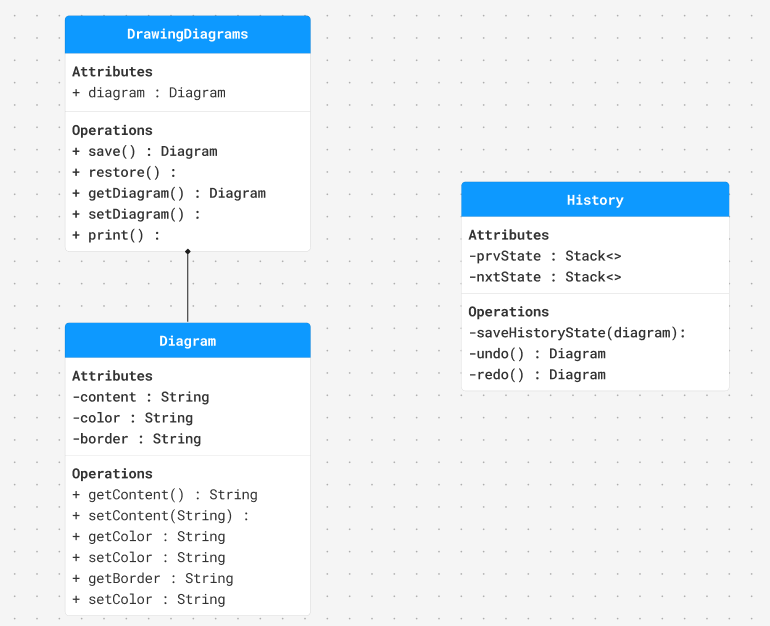 DrawingDiagrams
Attributes
+ diagram : Diagram
Operations
+ save() : Diagram
+ restore() :
+ getDiagram() : Diagram
+ setDiagram() :
+ print() :
Diagram
Attributes
-content : String
-color : String
-border : String
Operations
+ getContent() : String
+ setContent(String) :
+ getColor : String
+ setColor : String
+ getBorder : String
+ setColor : String
History
Attributes
-prvState : Stack<>
-nxtState : Stack<>
Operations
-saveHistoryState(diagram):
-undo() : Diagram
-redo() : Diagram